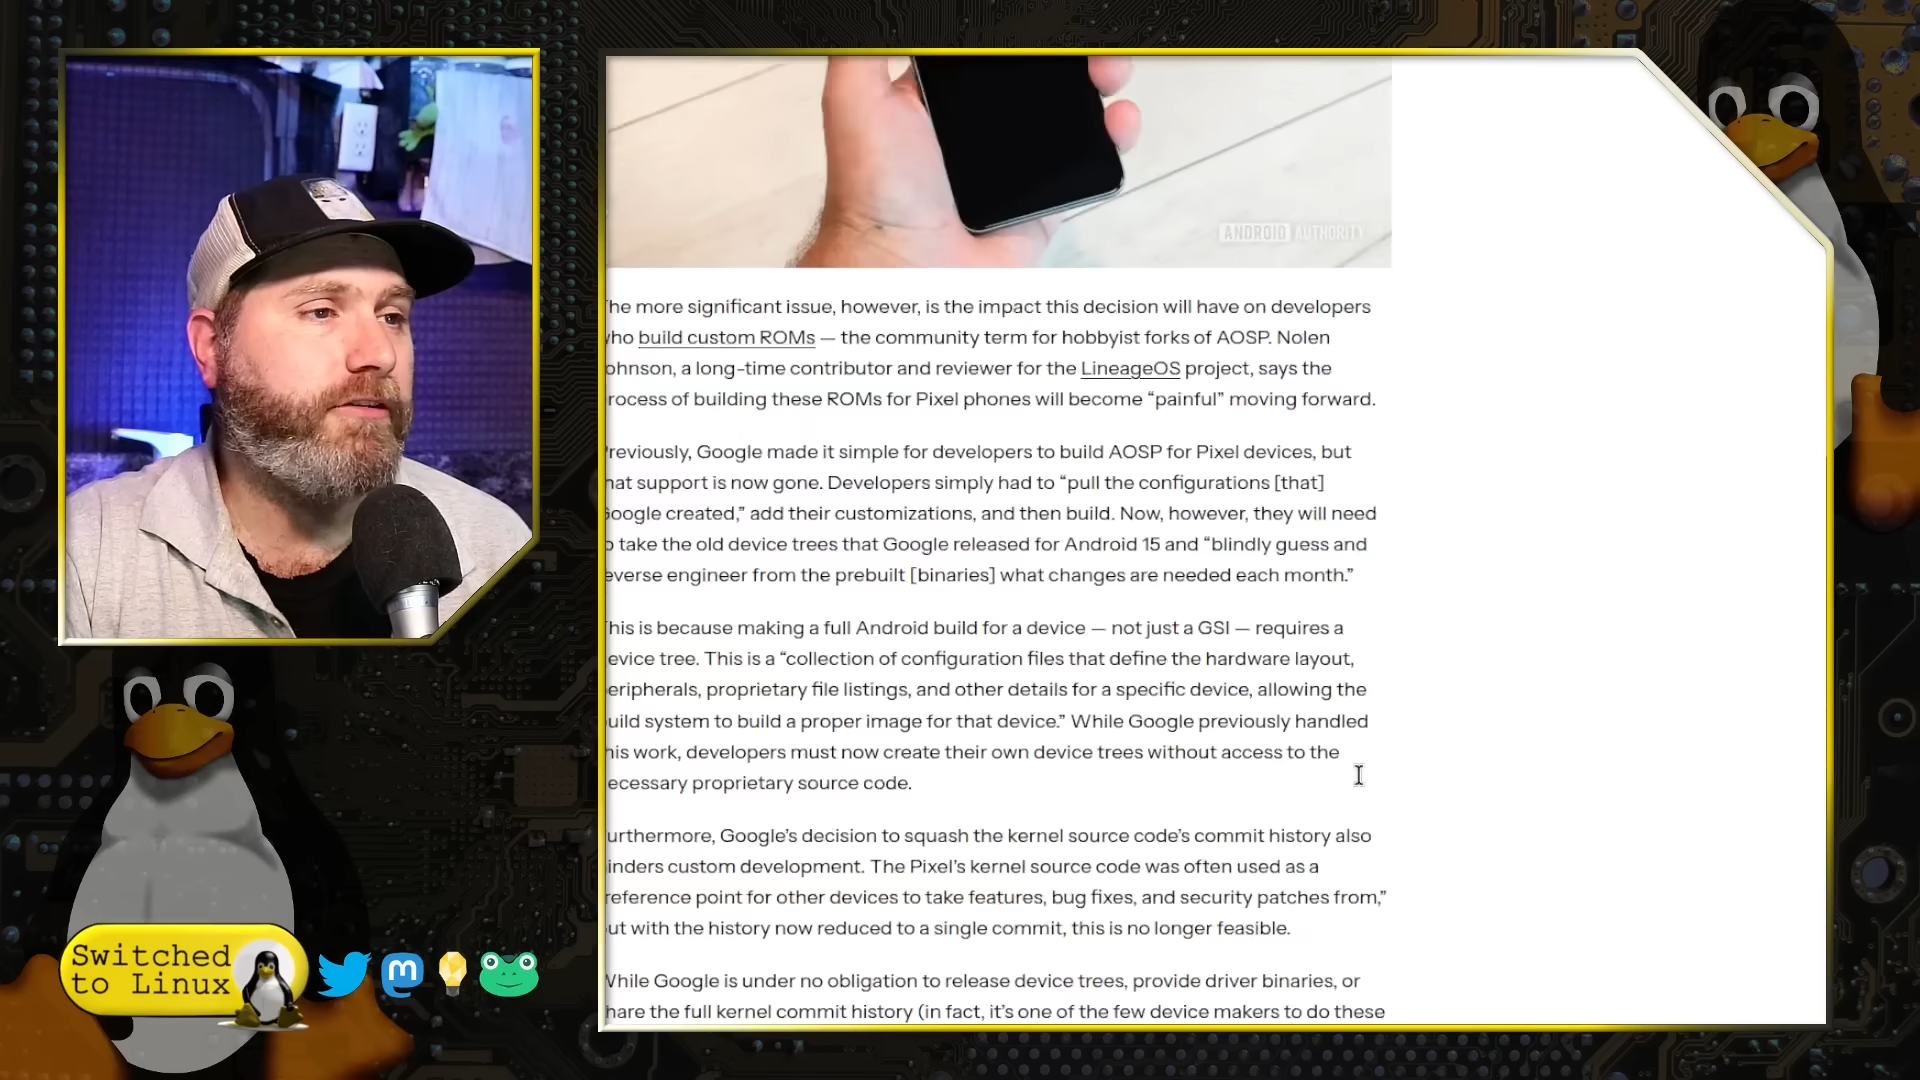 ANDROID AUTHORITY
he more significant issue, however, is the impact this decision will have on developers
ho build custom ROMs — the community term for hobbyist forks of AOSP. Nolen
ohnson, a long-time contributor and reviewer for the LineageOS project, says the
rocess of building these ROMs for Pixel phones will become “painful” moving forward.
reviously, Google made it simple for developers to build AOSP for Pixel devices, but
hat support is now gone. Developers simply had to “pull the configurations [that]
Google created,” add their customizations, and then build. Now, however, they will need
o take the old device trees that Google released for Android 15 and “blindly guess and
everse engineer from the prebuilt [binaries] what changes are needed each month.”
his is because making a full Android build for a device — not just a GSI — requires a
evice tree. This is a “collection of configuration files that define the hardware layout,
eripherals, proprietary file listings, and other details for a specific device, allowing the
uild system to build a proper image for that device.” While Google previously handled
his work, developers must now create their own device trees without access to the
ecessary proprietary source code.
urthermore, Google’s decision to squash the kernel source code’s commit history also
inders custom development. The Pixel’s kernel source code was often used as a
reference point for other devices to take features, bug fixes, and security patches from,”
ut with the history now reduced to a single commit, this is no longer feasible.
While Google is under no obligation to release device trees, provide driver binaries, or
hare the full kernel commit history (in fact, it’s one of the few device makers to do these
Switched
to Linux